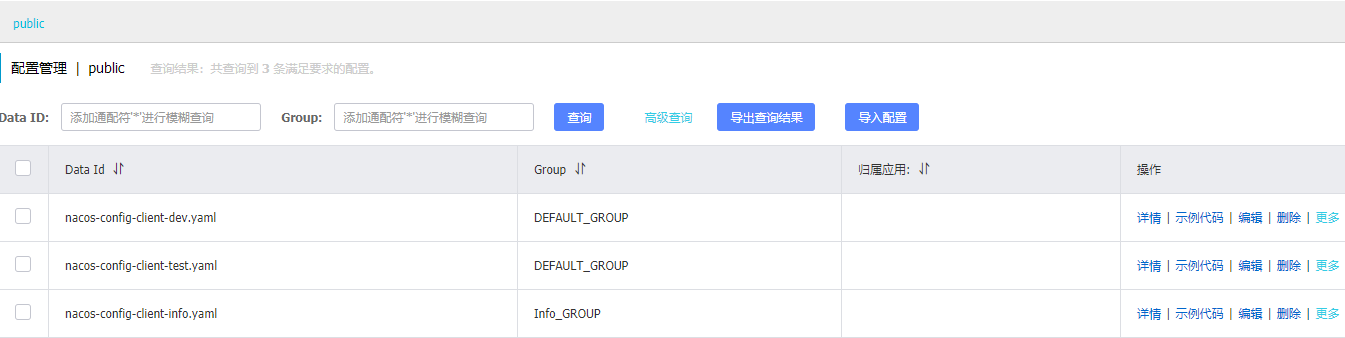 public
配置管理 | public 查询结果：共查询到 3 条满足要求的配置。
Data ID: 添加通配符'*'进行模糊查询 Group: 添加通配符'*'进行模糊查询 查询 高级查询 导出查询结果 导入配置
Data Id Group 归属应用: 操作
nacos-config-client-dev.yaml DEFAULT_GROUP 详情 | 示例代码 | 编辑 | 删除 | 更多
nacos-config-client-test.yaml DEFAULT_GROUP 详情 | 示例代码 | 编辑 | 删除 | 更多
nacos-config-client-info.yaml Info_GROUP 详情 | 示例代码 | 编辑 | 删除 | 更多